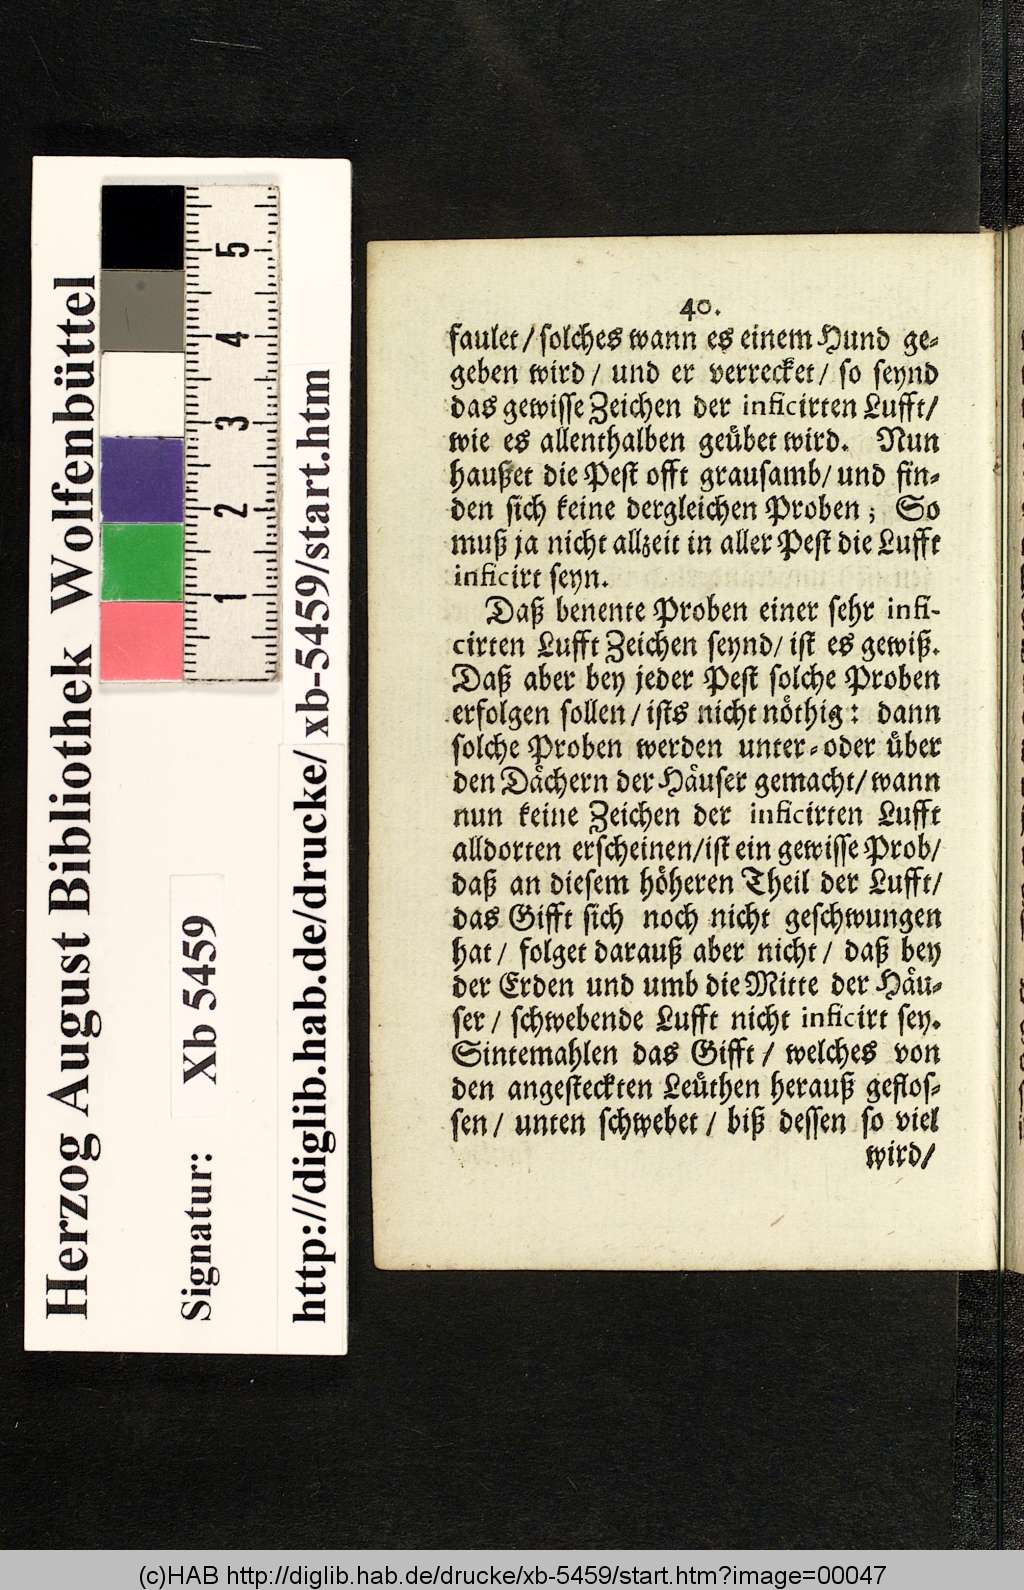 Herzog August Bibliothek Wolfenbüttel
Signatur: Xb 5459
http://diglib.hab.de/drucke/xb-5459/start.htm
5
4
3
2
1
40.
faulet / solches wann es einem Hund ge-
geben wird / und er verrecket / so seynd
das gewisse Zeichen der inficirten Lufft /
wie es allenthalben geübet wird. Nun
haußet die Pest offt grausamb / und fin-
den sich keine dergleichen Proben; So
muß ja nicht allzeit in aller Pest die Lufft
inficirt seyn.
Daß benente Proben einer sehr infi-
cirten Lufft Zeichen seynd / ist es gewiß.
Daß aber bey jeder Pest solche Proben
erfolgen sollen / ists nicht nöthig: dann
solche Proben werden unter- oder über
den Dächern der Häuser gemacht / wann
nun keine Zeichen der inficirten Lufft
alldorten erscheinen / ist ein gewisse Prob /
daß an diesem höheren Theil der Lufft /
das Gifft sich noch nicht geschwungen
hat / folget darauß aber nicht / daß bey
der Erden und umb die Mitte der Häu-
ser / schwebende Lufft nicht inficirt sey.
Sintemahlen das Gifft / welches von
den angesteckten Leüthen herauß geflos-
sen / unten schwebet / biß dessen so viel
wird /
(c)HAB http://diglib.hab.de/drucke/xb-5459/start.htm?image=00047